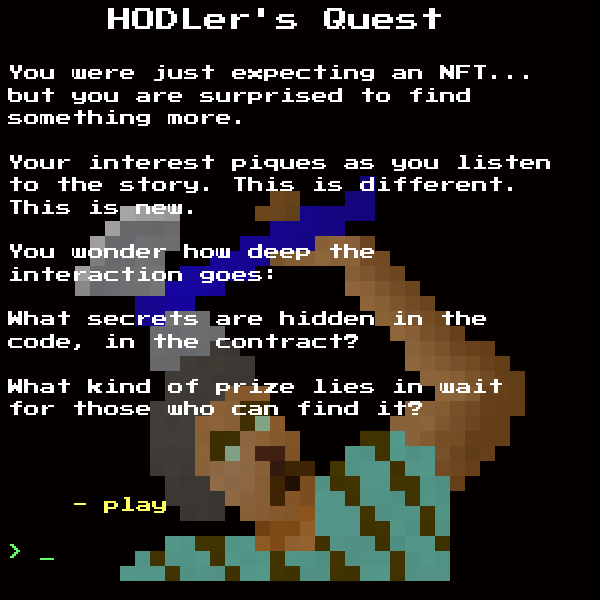 HODLer's Quest
You were just expecting an NFT...
but you are surprised to find
something more.
Your interest piques as you listen
to the story. This is different.
This is new.
You wonder how deep the
interaction goes:
What secrets are hidden in the
code, in the contract?
What kind of prize lies in wait
for those who can find it?
- play
> _